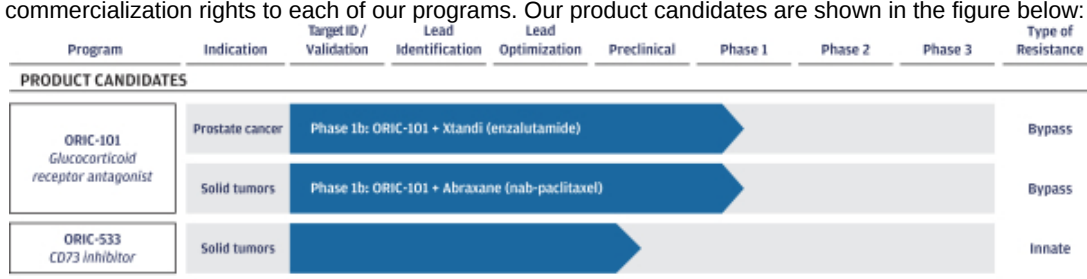 commercialization rights to each of our programs. Our product candidates are shown in the figure below:
Program Indication Target ID / Validation Lead Identification Lead Optimization Preclinical Phase 1 Phase 2 Phase 3 Type of Resistance
PRODUCT CANDIDATES
ORIC-101
Glucocorticoid
receptor antagonist
Prostate cancer Phase 1b: ORIC-101 + Xtandi (enzalutamide) Bypass
Solid tumors Phase 1b: ORIC-101 + Abraxane (nab-paclitaxel) Bypass
ORIC-533
CD73 inhibitor
Solid tumors Innate